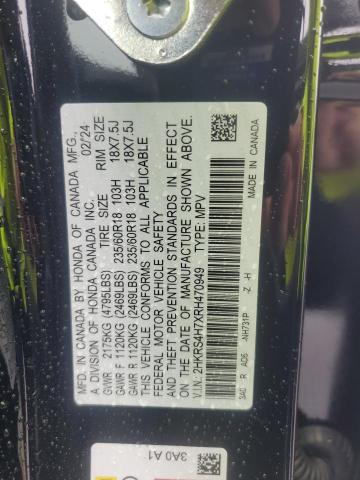 MFD. IN CANADA BY HONDA OF CANADA MFG. 02/24
A DIVISION OF HONDA CANADA INC.
TIRE SIZE RIM SIZE
GVWR 2175KG (4795LBS)
GAWR F 1120KG (2469LBS) 235/60R18 103H 18X7.5J
GAWR R 1120KG (2469LBS) 235/60R18 103H 18X7.5J
THIS VEHICLE CONFORMS TO ALL APPLICABLE
FEDERAL MOTOR VEHICLE SAFETY
AND THEFT PREVENTION STANDARDS IN EFFECT
ON THE DATE OF MANUFACTURE SHOWN ABOVE.
V.I.N.: 2HKRS4H7XRH470949 TYPE: MPV
3A0 R AD6 -NH731P -Z -H
MADE IN CANADA
3A0 A1